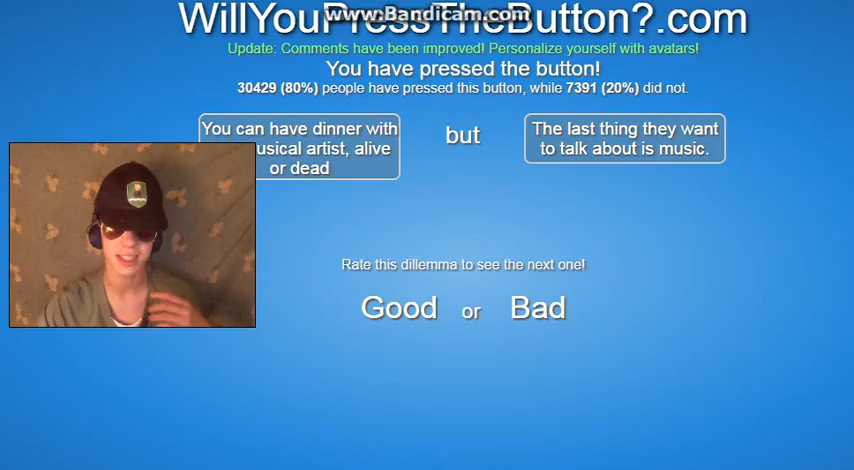 WillYouPressTheButton?.com
www.Bandicam.com
Update: Comments have been improved! Personalize yourself with avatars!
You have pressed the button!
30429 (80%) people have pressed this button, while 7391 (20%) did not.
You can have dinner with
usical artist, alive
or dead
but
The last thing they want
to talk about is music.
Rate this dillemma to see the next one!
Good or Bad